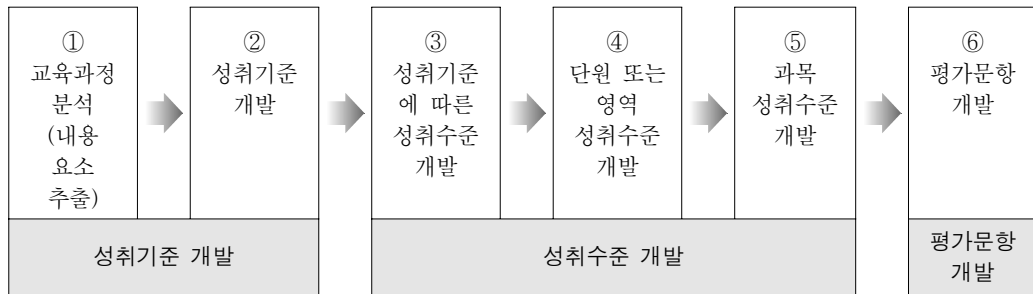 ①
교육과정
분석
(내용
요소
추출)
②
성취기준
개발
③
성취기준
에 따른
성취수준
개발
④
단원 또는
영역
성취수준
개발
⑤
과목
성취수준
개발
⑥
평가문항
개발
성취기준 개발
성취수준 개발
평가문항
개발